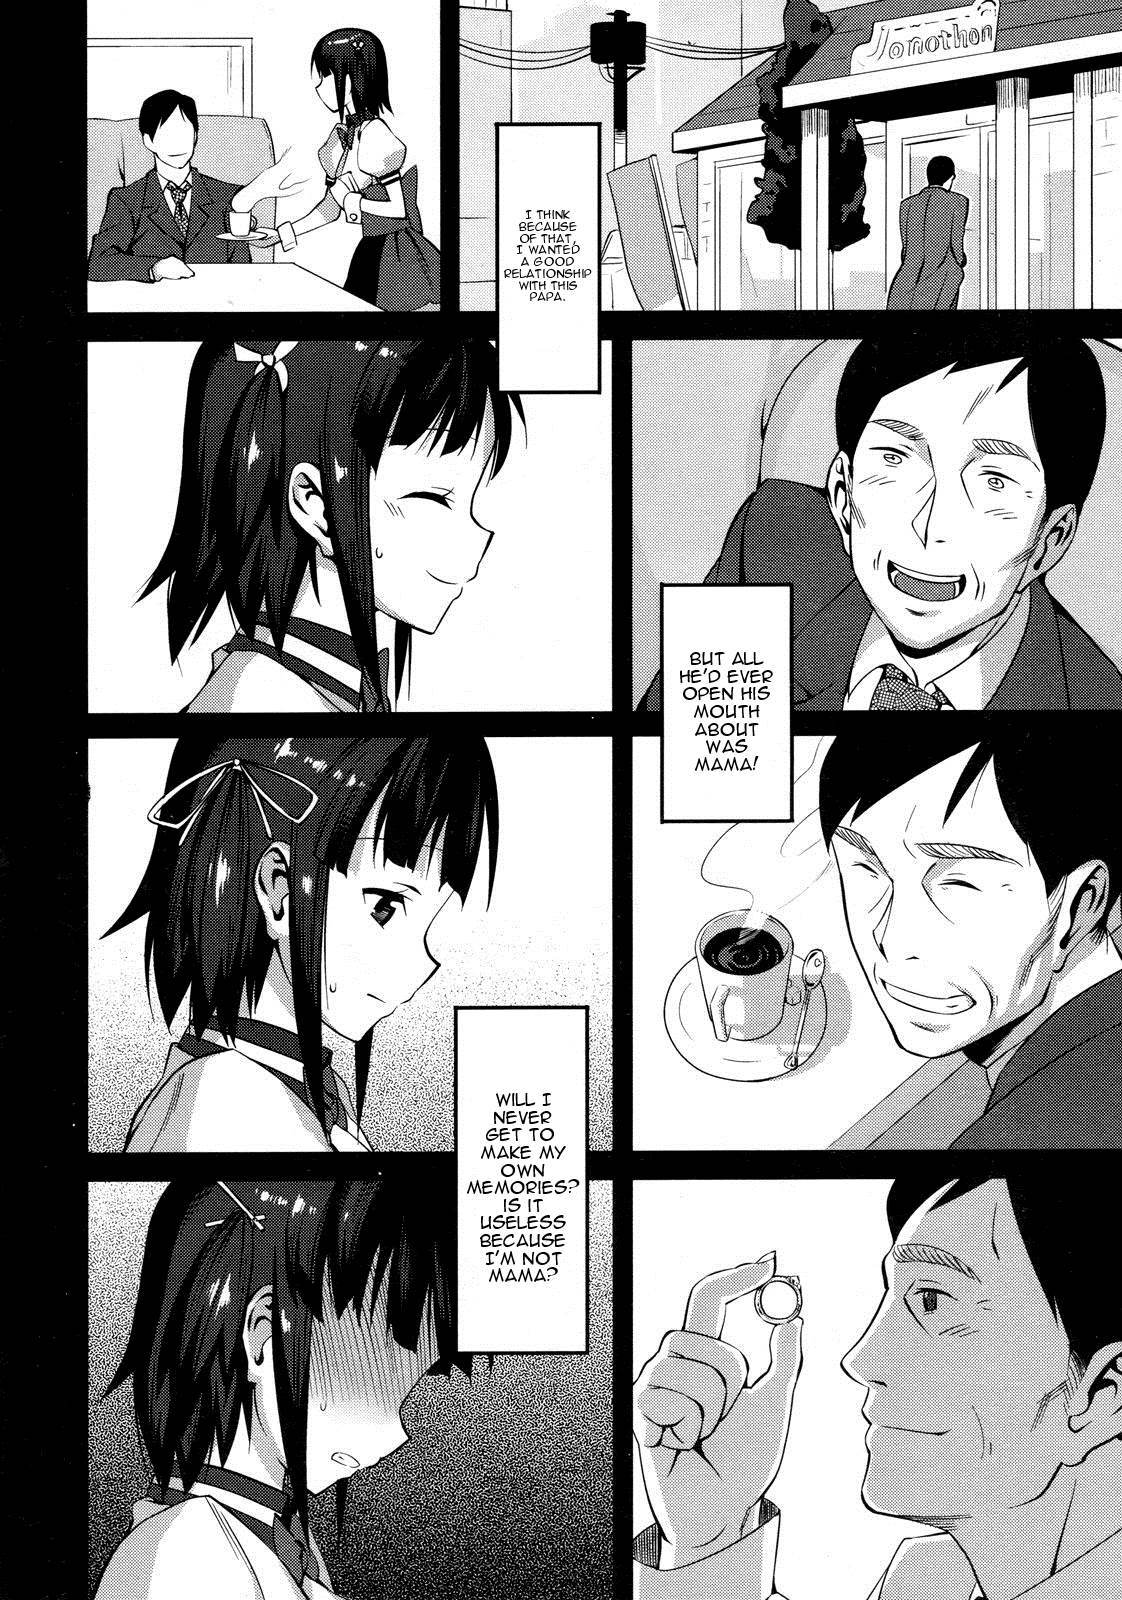 Jonothon
I THINK
BECAUSE
OF THAT,
I WANTED
A GOOD
RELATIONSHIP
WITH THIS
PAPA.
BUT ALL
HE'D EVER
OPEN HIS
MOUTH
ABOUT
WAS
MAMA!
WILL I
NEVER
GET TO
MAKE MY
OWN
MEMORIES?
IS IT
USELESS
BECAUSE
I'M NOT
MAMA?